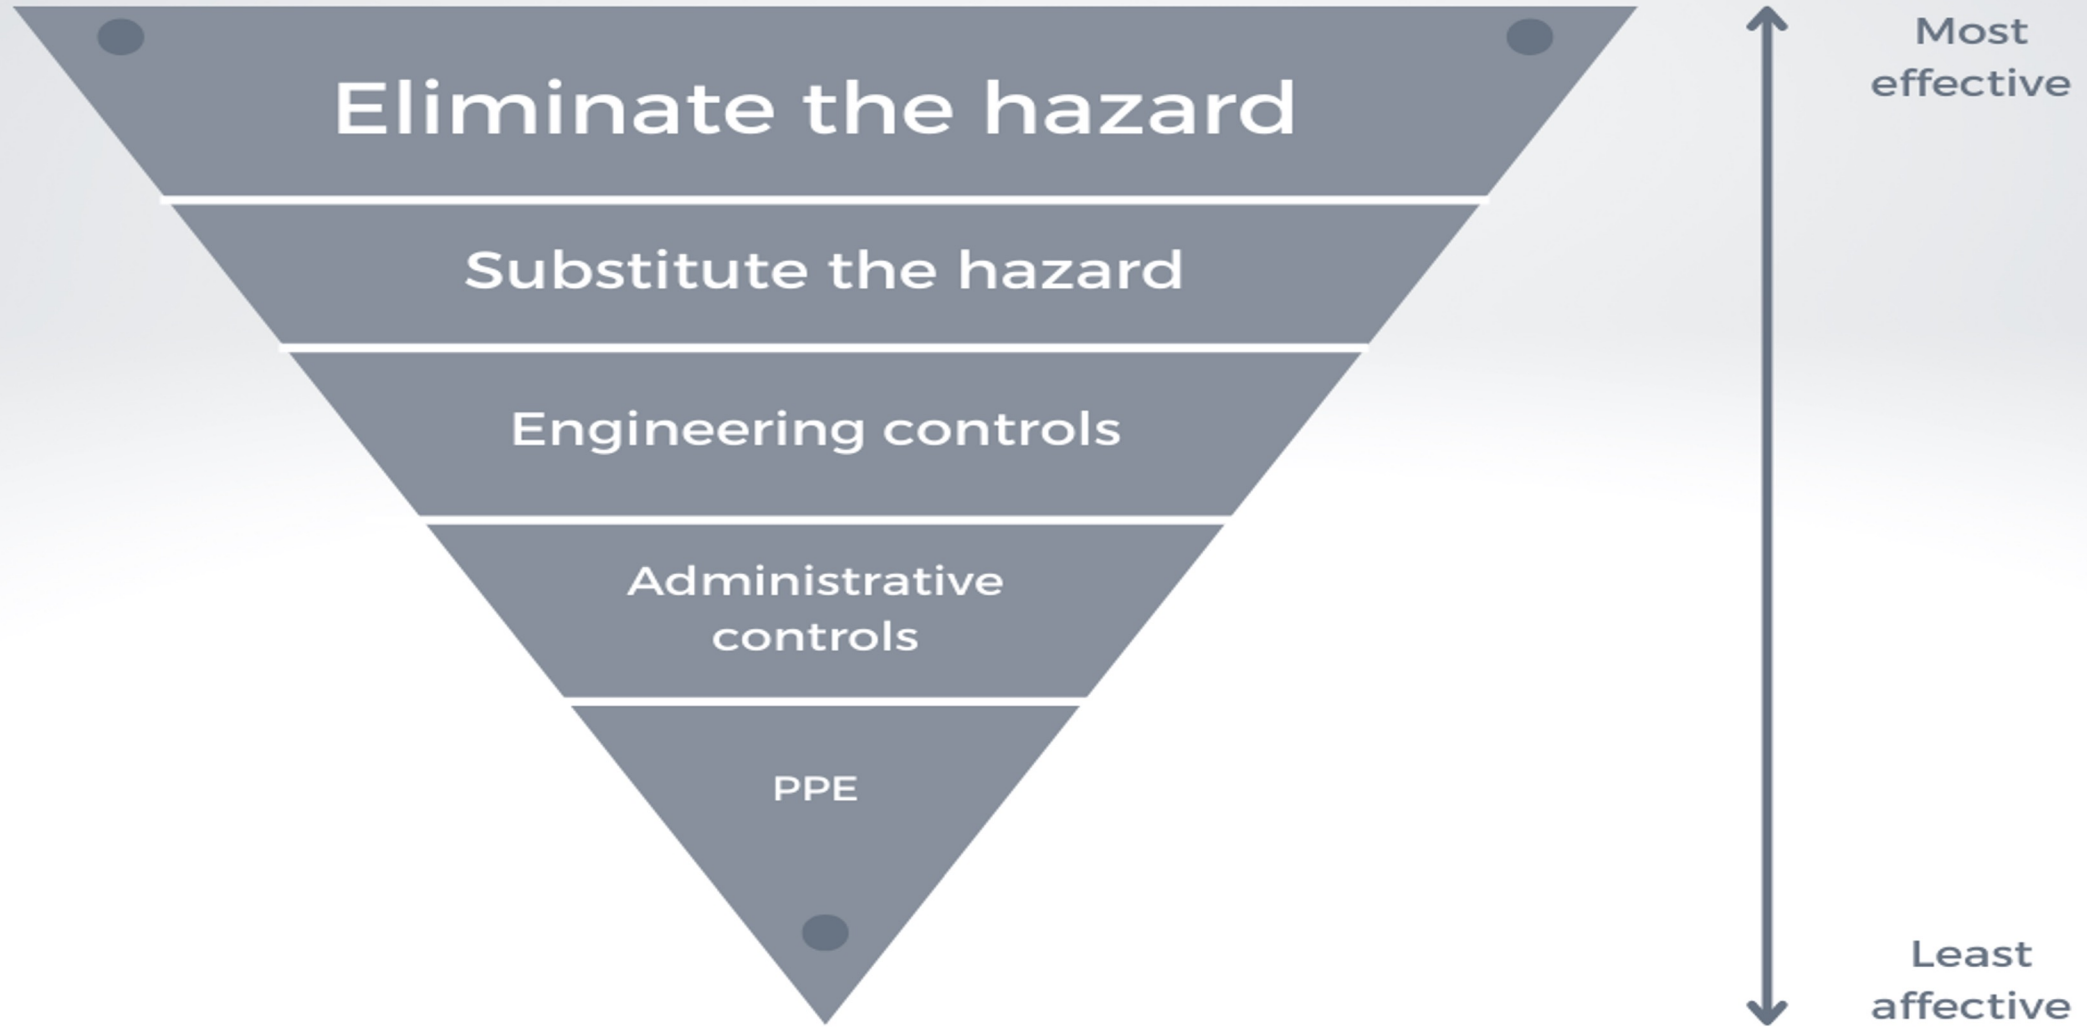 Eliminate the hazard
Substitute the hazard
Engineering controls
Administrative
controls
PPE
Most
effective
Least
affective